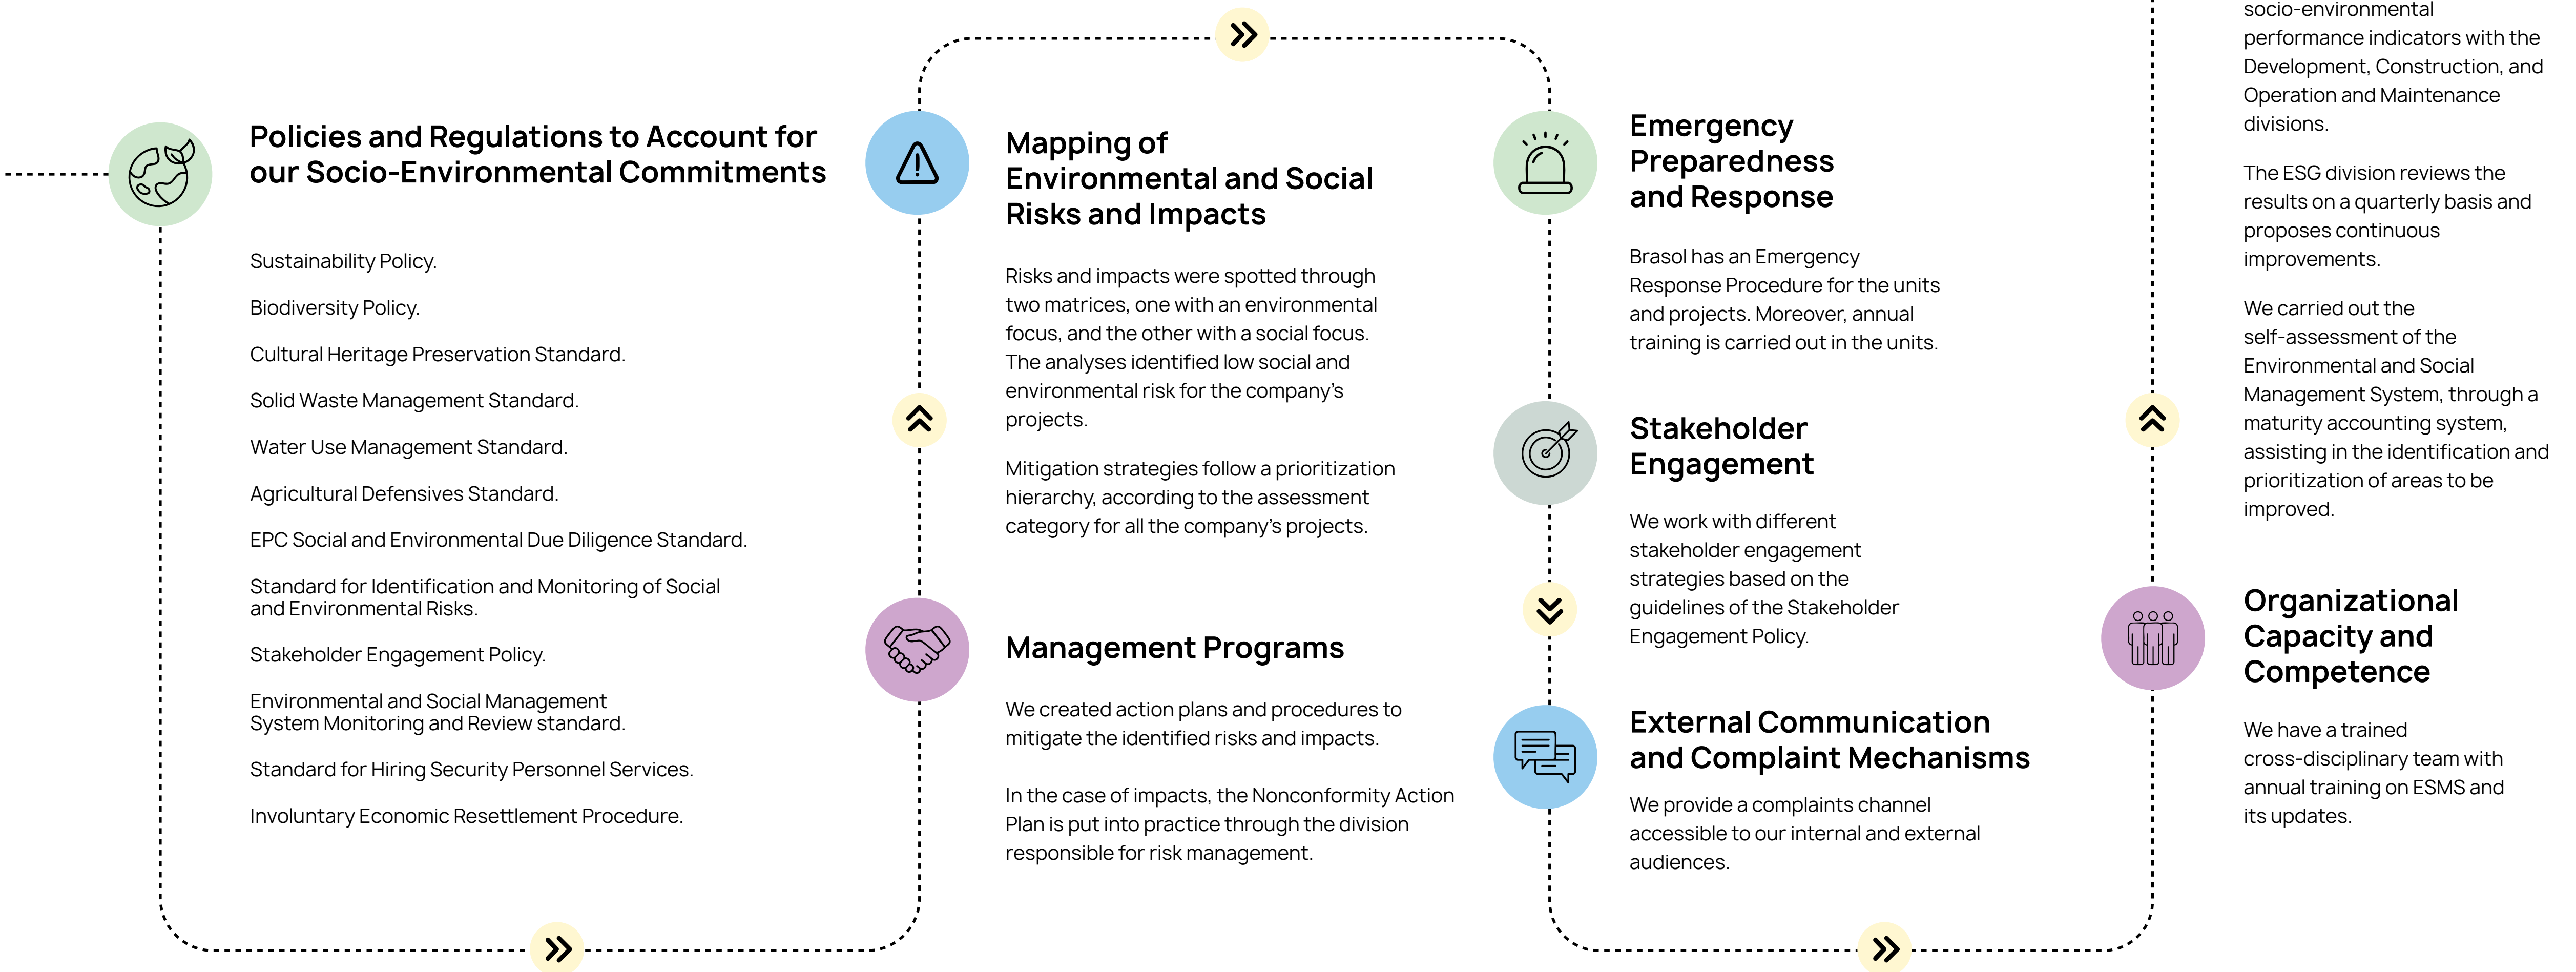 Policies and Regulations to Account for
our Socio-Environmental Commitments
Sustainability Policy.
Biodiversity Policy.
Cultural Heritage Preservation Standard.
Solid Waste Management Standard.
Water Use Management Standard.
Agricultural Defensives Standard.
EPC Social and Environmental Due Diligence Standard.
Standard for Identification and Monitoring of Social
and Environmental Risks.
Stakeholder Engagement Policy.
Environmental and Social Management
System Monitoring and Review standard.
Standard for Hiring Security Personnel Services.
Involuntary Economic Resettlement Procedure.
Mapping of
Environmental and Social
Risks and Impacts
Risks and impacts were spotted through
two matrices, one with an environmental
focus, and the other with a social focus.
The analyses identified low social and
environmental risk for the company's
projects.
Mitigation strategies follow a prioritization
hierarchy, according to the assessment
category for all the company's projects.
Management Programs
We created action plans and procedures to
mitigate the identified risks and impacts.
In the case of impacts, the Nonconformity Action
Plan is put into practice through the division
responsible for risk management.
Emergency
Preparedness
and Response
Brasol has an Emergency
Response Procedure for the units
and projects. Moreover, annual
training is carried out in the units.
Stakeholder
Engagement
We work with different
stakeholder engagement
strategies based on the
guidelines of the Stakeholder
Engagement Policy.
External Communication
and Complaint Mechanisms
We provide a complaints channel
accessible to our internal and external
audiences.
socio-environmental
performance indicators with the
Development, Construction, and
Operation and Maintenance
divisions.
The ESG division reviews the
results on a quarterly basis and
proposes continuous
improvements.
We carried out the
self-assessment of the
Environmental and Social
Management System, through a
maturity accounting system,
assisting in the identification and
prioritization of areas to be
improved.
Organizational
Capacity and
Competence
We have a trained
cross-disciplinary team with
annual training on ESMS and
its updates.